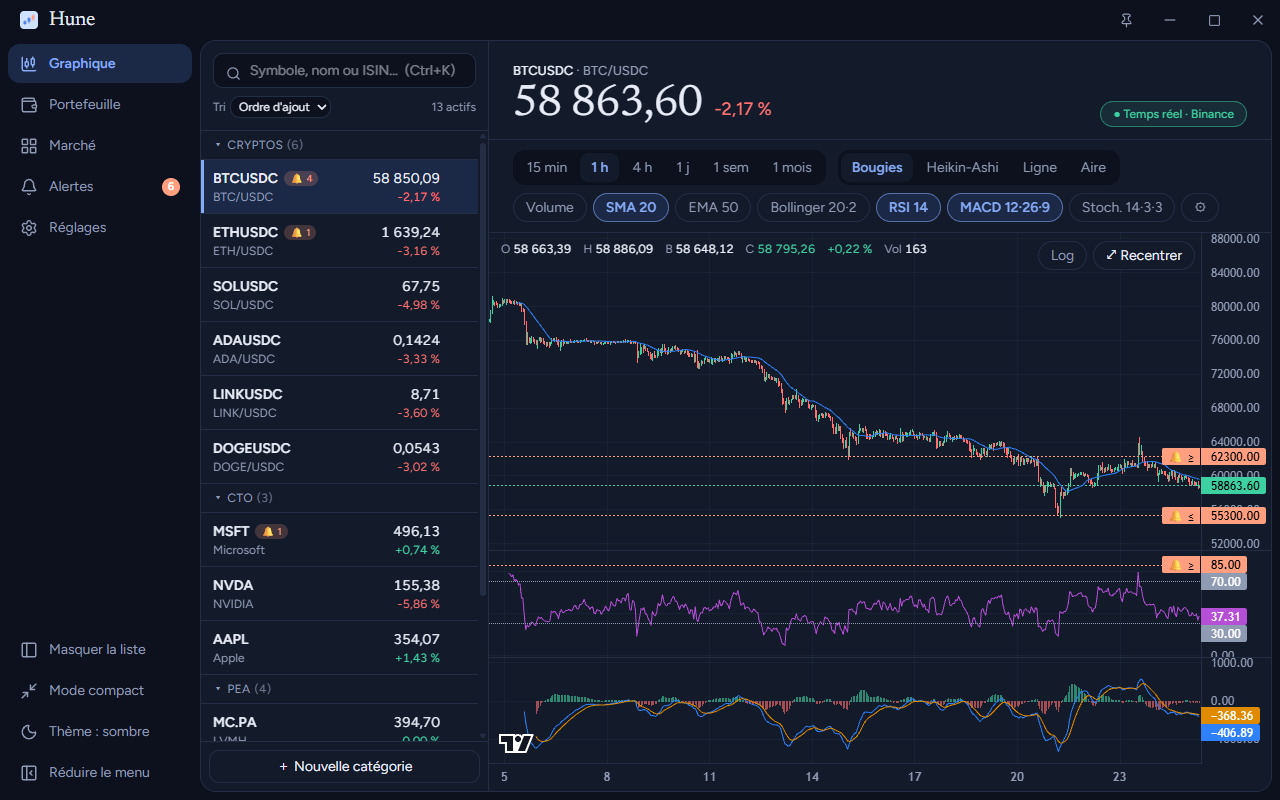 Hune
Graphique
Portefeuille
Marché
Alertes 6
Réglages
Masquer la liste
Mode compact
Thème : sombre
Réduire le menu
Symbole, nom ou ISIN… (Ctrl+K)
Tri Ordre d'ajout 13 actifs
CRYPTOS (6)
BTCUSDC 4 58 850,09
BTC/USDC -2,17 %
ETHUSDC 1 1 639,24
ETH/USDC -3,16 %
SOLUSDC 67,75
SOL/USDC -4,98 %
ADAUSDC 0,1424
ADA/USDC -3,33 %
LINKUSDC 8,71
LINK/USDC -3,60 %
DOGEUSDC 0,0543
DOGE/USDC -3,02 %
CTO (3)
MSFT 1 496,13
Microsoft +0,74 %
NVDA 155,38
NVIDIA -5,86 %
AAPL 354,07
Apple +1,43 %
PEA (4)
MC.PA 394,70
LVMH 0,00 %
+ Nouvelle catégorie
BTCUSDC · BTC/USDC
58 863,60 -2,17 %
● Temps réel · Binance
15 min 1 h 4 h 1 j 1 sem 1 mois Bougies Heikin-Ashi Ligne Aire
Volume SMA 20 EMA 50 Bollinger 20·2 RSI 14 MACD 12·26·9 Stoch. 14·3·3
O 58 663,39 H 58 886,09 B 58 648,12 C 58 795,26 +0,22 % Vol 163
Log Recentrer
88000.00
84000.00
80000.00
76000.00
72000.00
68000.00
64000.00
≥ 62300.00
60000.00
58863.60
≤ 55300.00
52000.00
≥ 85.00
70.00
37.31
30.00
0.00
1000.00
0.00
−368.36
−406.89
5 8 11 14 17 20 23